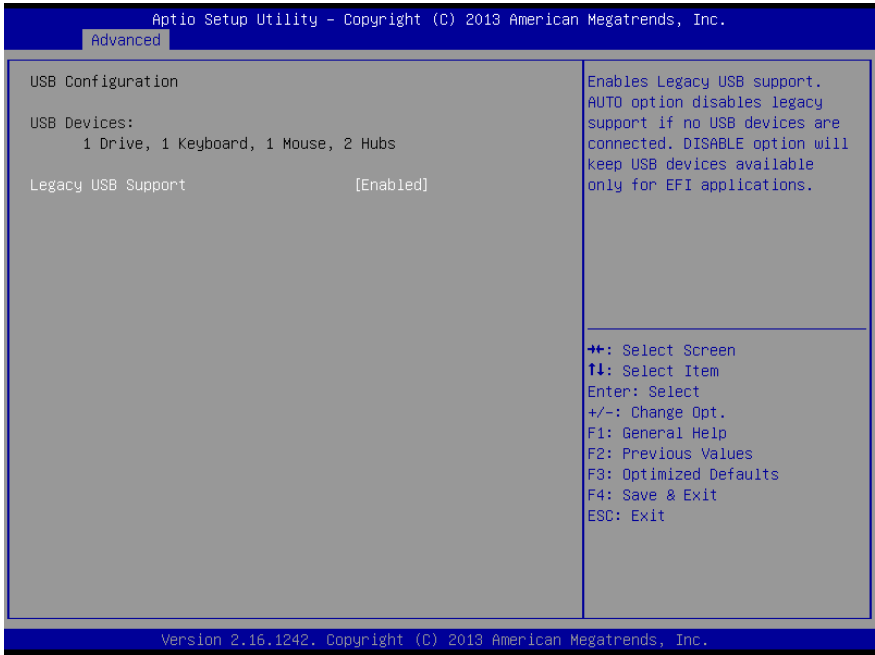 Aptio Setup Utility – Copyright (C) 2013 American Megatrends, Inc.
Advanced
USB Configuration
USB Devices:
1 Drive, 1 Keyboard, 1 Mouse, 2 Hubs
Legacy USB Support [Enabled]
Enables Legacy USB support.
AUTO option disables legacy
support if no USB devices are
connected. DISABLE option will
keep USB devices available
only for EFI applications.
→←: Select Screen
↑↓: Select Item
Enter: Select
+/-: Change Opt.
F1: General Help
F2: Previous Values
F3: Optimized Defaults
F4: Save & Exit
ESC: Exit
Version 2.16.1242. Copyright (C) 2013 American Megatrends, Inc.